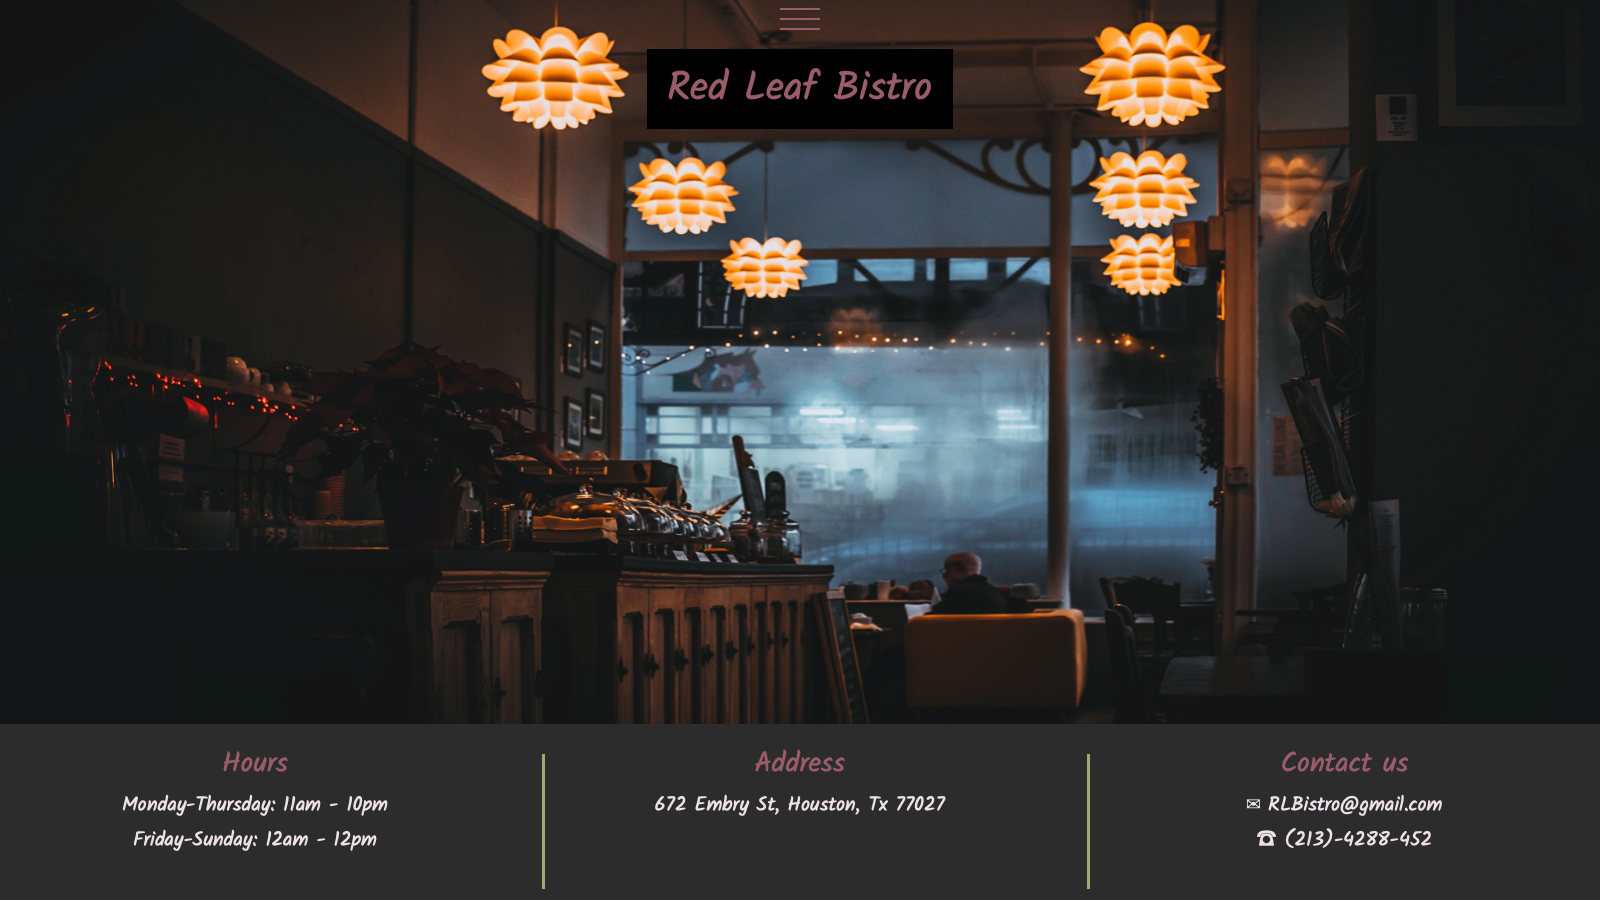 Red Leaf Bistro
Hours
Monday-Thursday: 11am - 10pm
Friday-Sunday: 12am - 12pm
Address
672 Embry St, Houston, Tx 77027
Contact us
✉ RLBistro@gmail.com
☎ (213)-4288-452